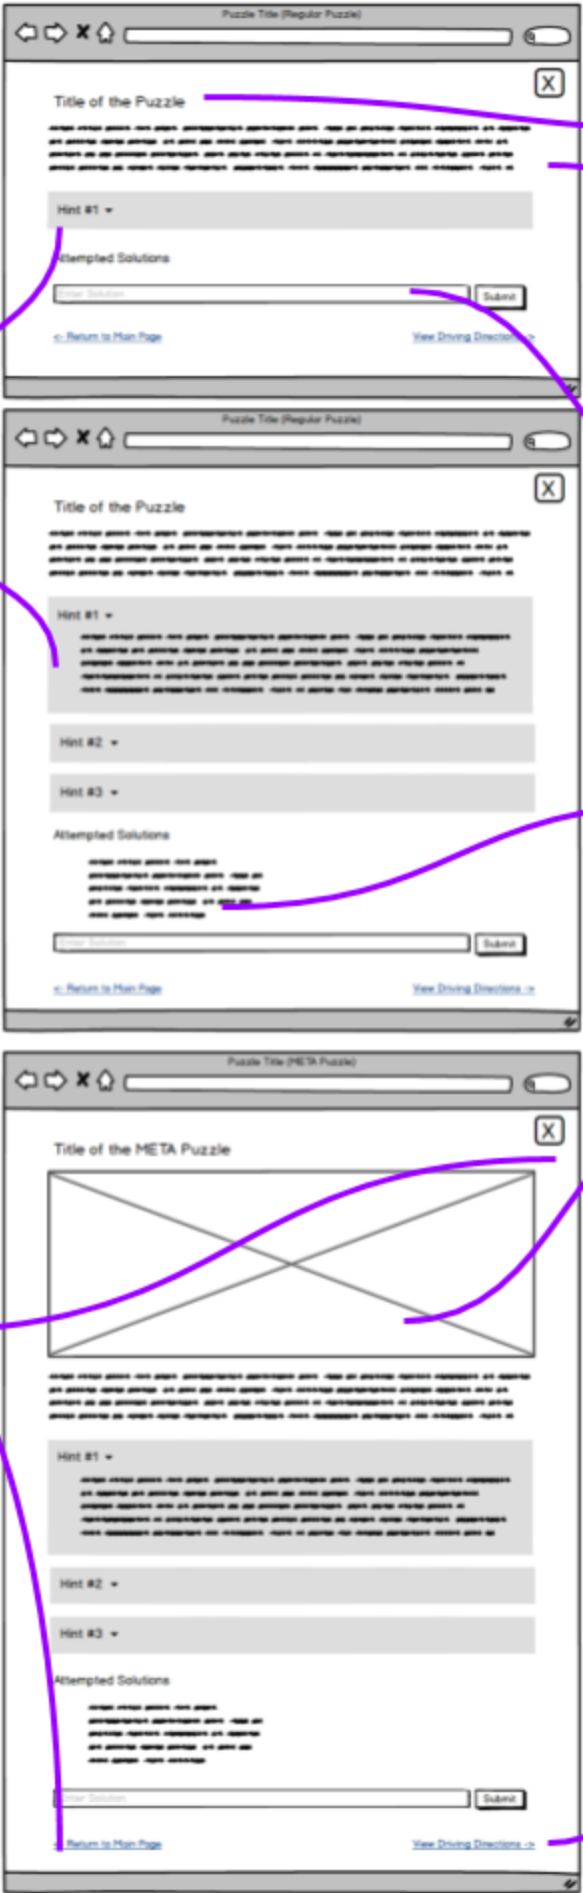 Puzzle Title (Regular Puzzle)
X
Title of the Puzzle
Hint #1
Attempted Solutions
Enter Solution
Submit
<- Return to Main Page
View Driving Directions ->
Puzzle Title (Regular Puzzle)
X
Title of the Puzzle
Hint #1
Hint #2
Hint #3
Attempted Solutions
Enter Solution
Submit
<- Return to Main Page
View Driving Directions ->
Puzzle Title (META Puzzle)
X
Title of the META Puzzle
Hint #1
Hint #2
Hint #3
Attempted Solutions
Enter Solution
Submit
<- Return to Main Page
View Driving Directions ->